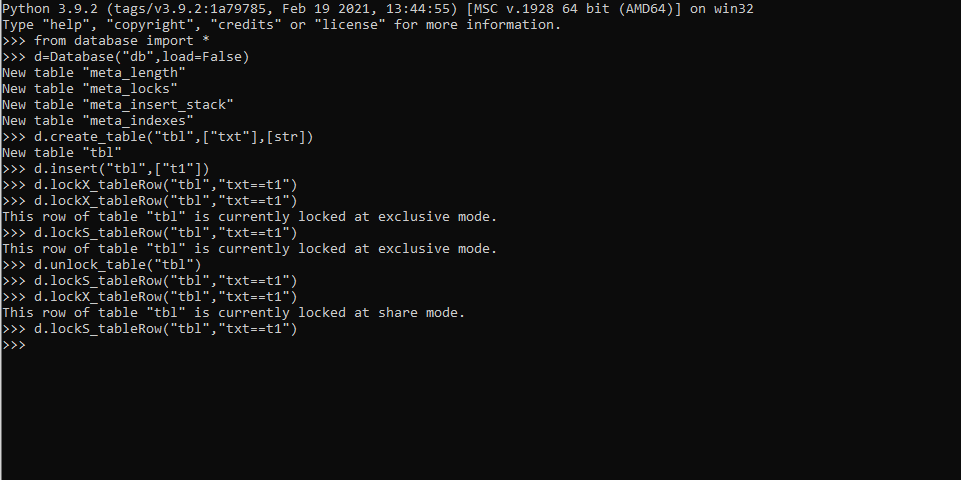 Python 3.9.2 (tags/v3.9.2:1a79785, Feb 19 2021, 13:44:55) [MSC v.1928 64 bit (AMD64)] on win32
Type "help", "copyright", "credits" or "license" for more information.
>>> from database import *
>>> d=Database("db",load=False)
New table "meta_length"
New table "meta_locks"
New table "meta_insert_stack"
New table "meta_indexes"
>>> d.create_table("tbl",["txt"],[str])
New table "tbl"
>>> d.insert("tbl",["t1"])
>>> d.lockX_tableRow("tbl","txt==t1")
>>> d.lockX_tableRow("tbl","txt==t1")
This row of table "tbl" is currently locked at exclusive mode.
>>> d.lockS_tableRow("tbl","txt==t1")
This row of table "tbl" is currently locked at exclusive mode.
>>> d.unlock_table("tbl")
>>> d.lockS_tableRow("tbl","txt==t1")
>>> d.lockX_tableRow("tbl","txt==t1")
This row of table "tbl" is currently locked at share mode.
>>> d.lockS_tableRow("tbl","txt==t1")
>>>